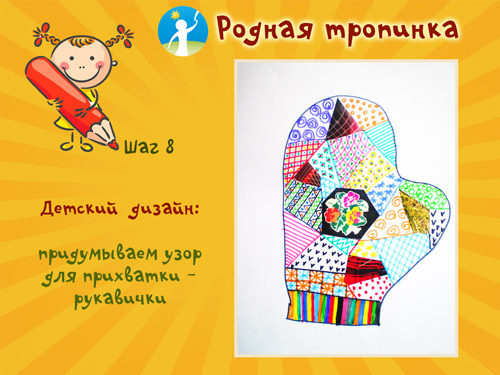 Родная тропинка
Шаг 8
Детский дизайн:
придумываем узор
для прихватки -
рукавички